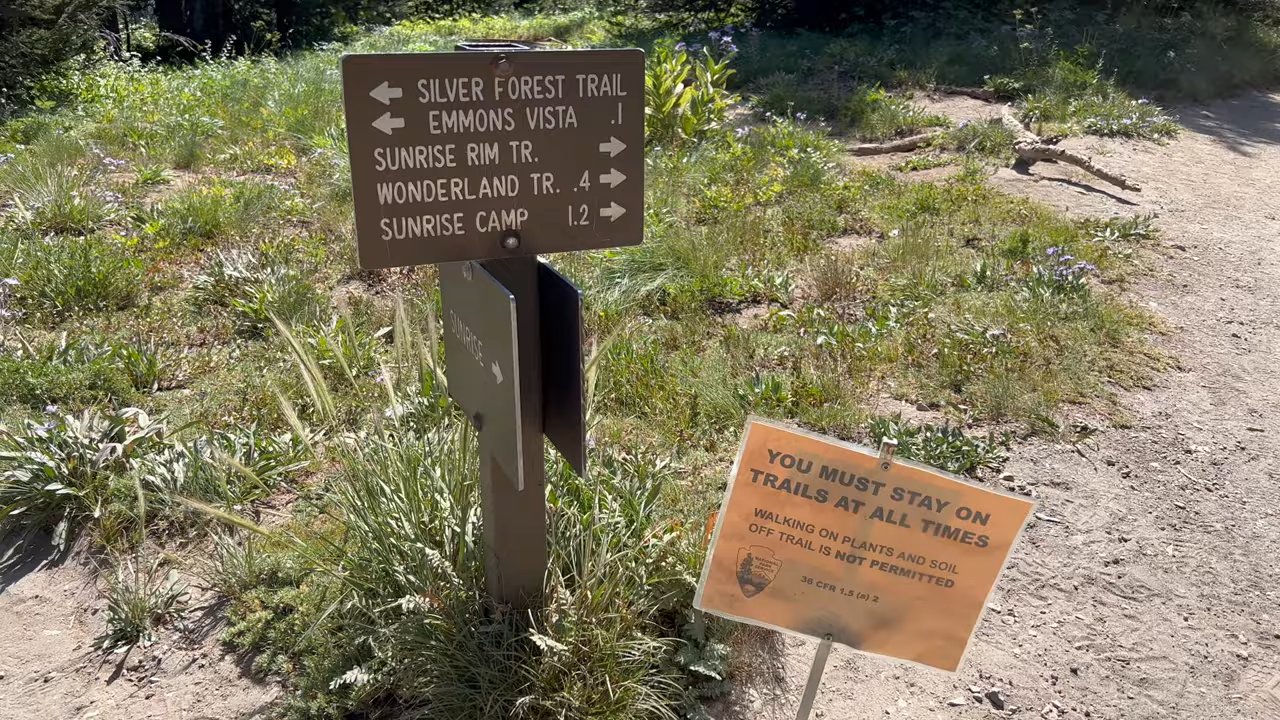 ← SILVER FOREST TRAIL
← EMMONS VISTA .1
SUNRISE RIM TR. →
WONDERLAND TR. .4 →
SUNRISE CAMP 1.2 →
SUNRISE →
YOU MUST STAY ON
TRAILS AT ALL TIMES
WALKING ON PLANTS AND SOIL
OFF TRAIL IS NOT PERMITTED
36 CFR 1.5 (a) 2